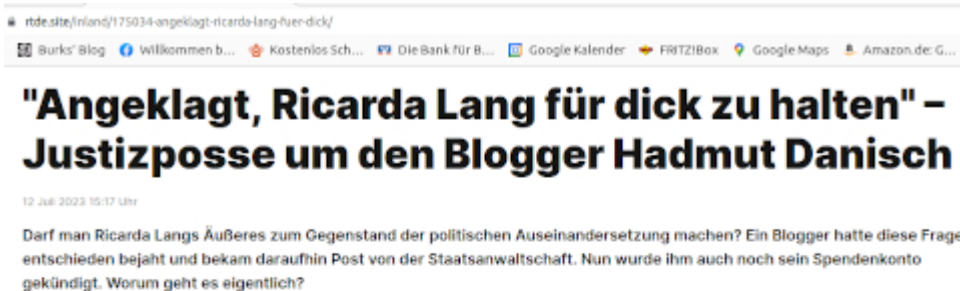 rtde.site/inland/175034-angeklagt-ricarda-lang-fuer-dick/
Burks' Blog Willkommen b... Kostenlos Sch... Die Bank für B... Google Kalender FRITZ!Box Google Maps Amazon.de: G...
"Angeklagt, Ricarda Lang für dick zu halten" –
Justizposse um den Blogger Hadmut Danisch
12 Juli 2023 15:17 Uhr
Darf man Ricarda Langs Äußeres zum Gegenstand der politischen Auseinandersetzung machen? Ein Blogger hatte diese Frage
entschieden bejaht und bekam daraufhin Post von der Staatsanwaltschaft. Nun wurde ihm auch noch sein Spendenkonto
gekündigt. Worum geht es eigentlich?